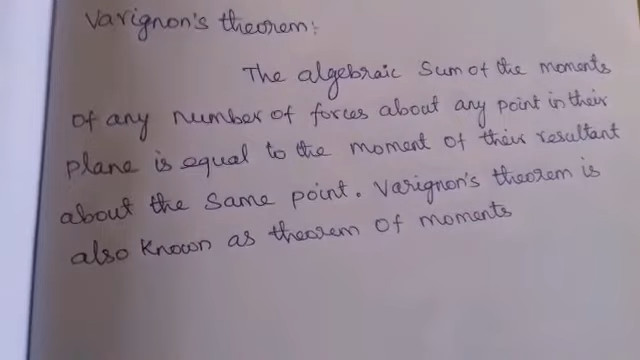 Varignon's theorem:
The algebraic sum of the moments
of any number of forces about any point in their
plane is equal to the moment of their resultant
about the same point. Varignon's theorem is
also known as theorem of moments